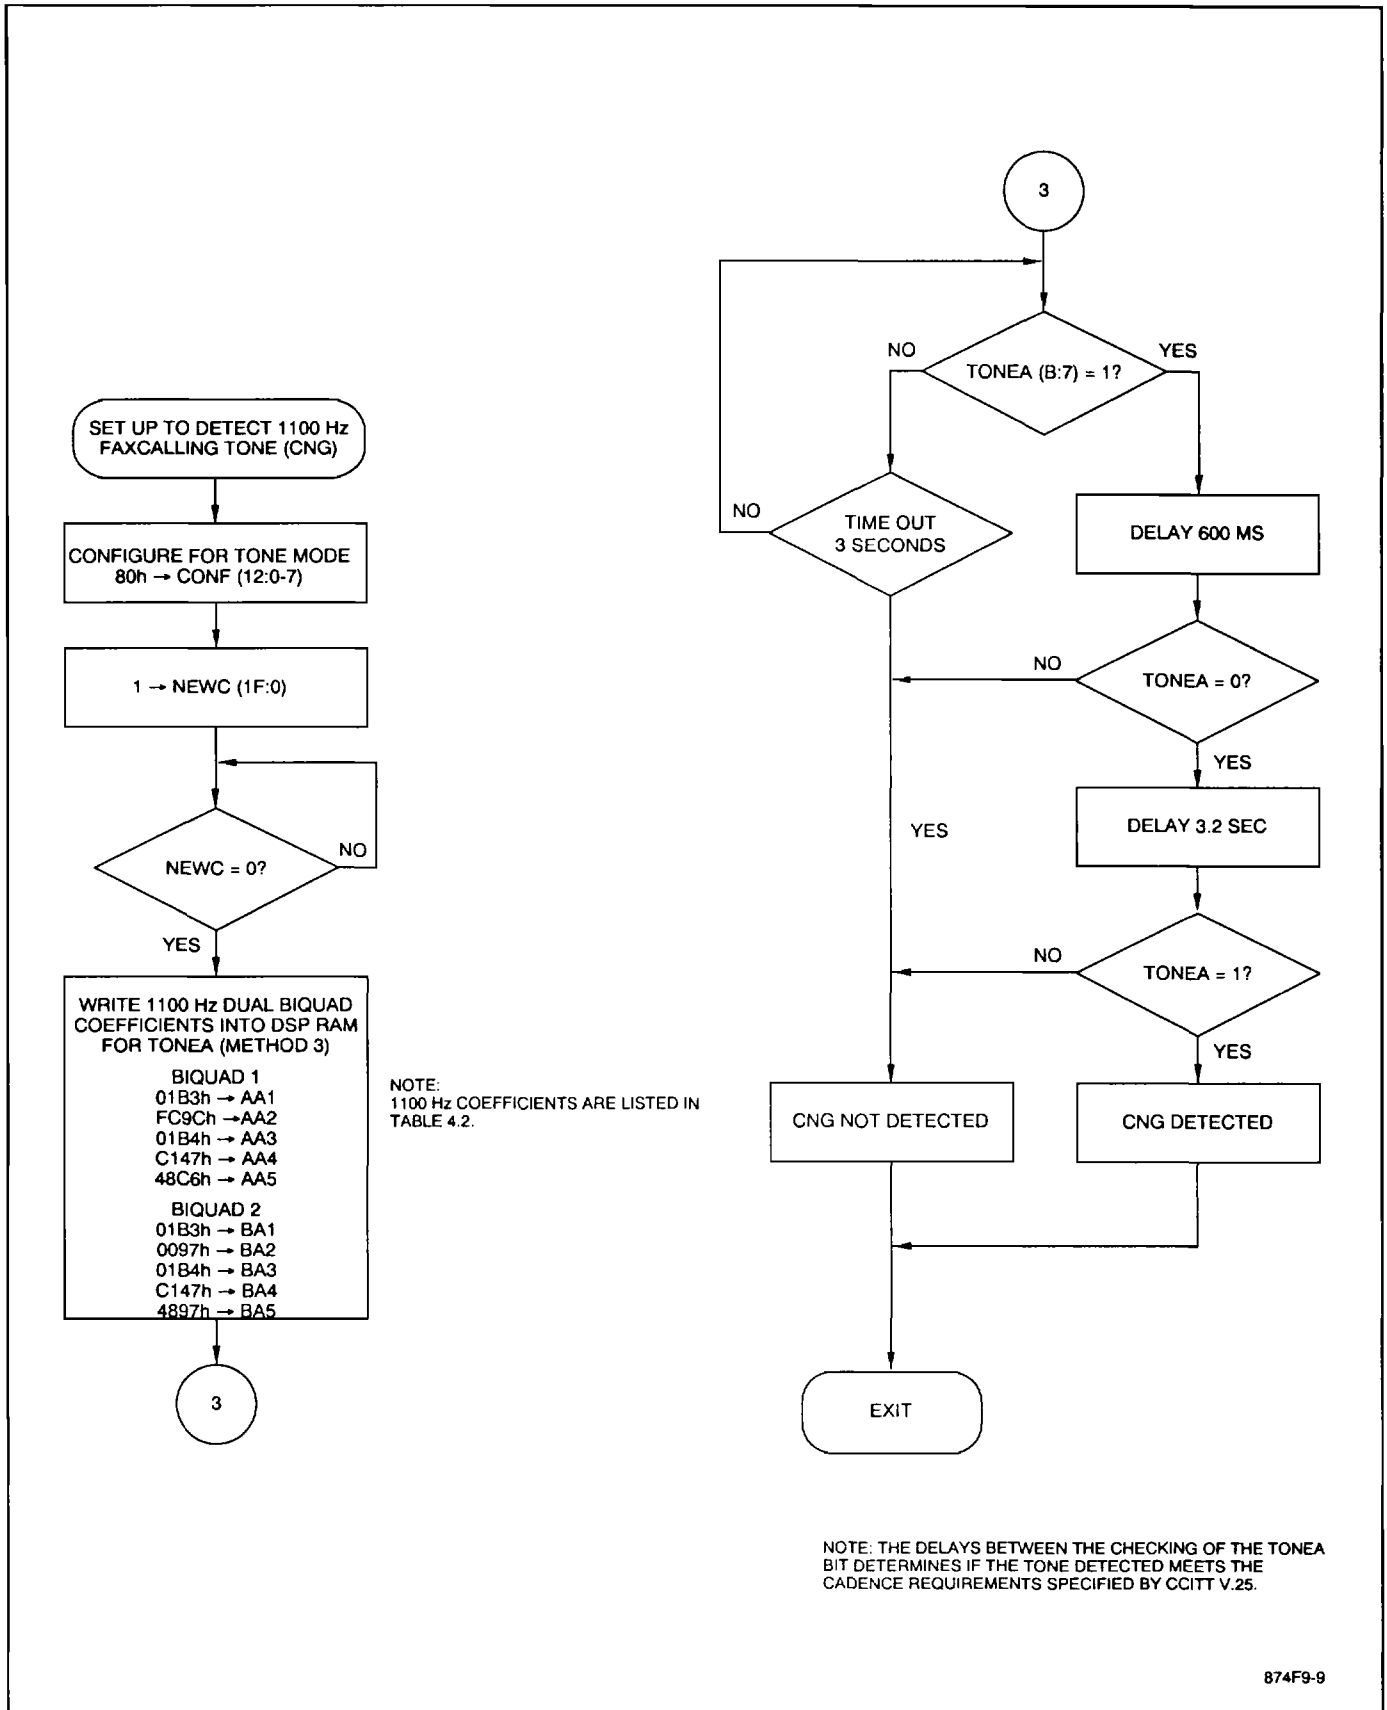 SET UP TO DETECT 1100 Hz
FAXCALLING TONE (CNG)
CONFIGURE FOR TONE MODE
80h → CONF (12:0-7)
1 → NEWC (1F:0)
NEWC = 0?
NO
YES
WRITE 1100 Hz DUAL BIQUAD
COEFFICIENTS INTO DSP RAM
FOR TONEA (METHOD 3)
BIQUAD 1
01B3h → AA1
FC9Ch → AA2
01B4h → AA3
C147h → AA4
48C6h → AA5
BIQUAD 2
01B3h → BA1
0097h → BA2
01B4h → BA3
C147h → BA4
4897h → BA5
3
NOTE:
1100 Hz COEFFICIENTS ARE LISTED IN
TABLE 4.2.
3
NO
TONEA (B:7) = 1?
YES
NO
TIME OUT
3 SECONDS
DELAY 600 MS
NO
TONEA = 0?
YES
YES
DELAY 3.2 SEC
NO
TONEA = 1?
YES
CNG NOT DETECTED
CNG DETECTED
EXIT
NOTE: THE DELAYS BETWEEN THE CHECKING OF THE TONEA
BIT DETERMINES IF THE TONE DETECTED MEETS THE
CADENCE REQUIREMENTS SPECIFIED BY CCITT V.25.
874F9-9